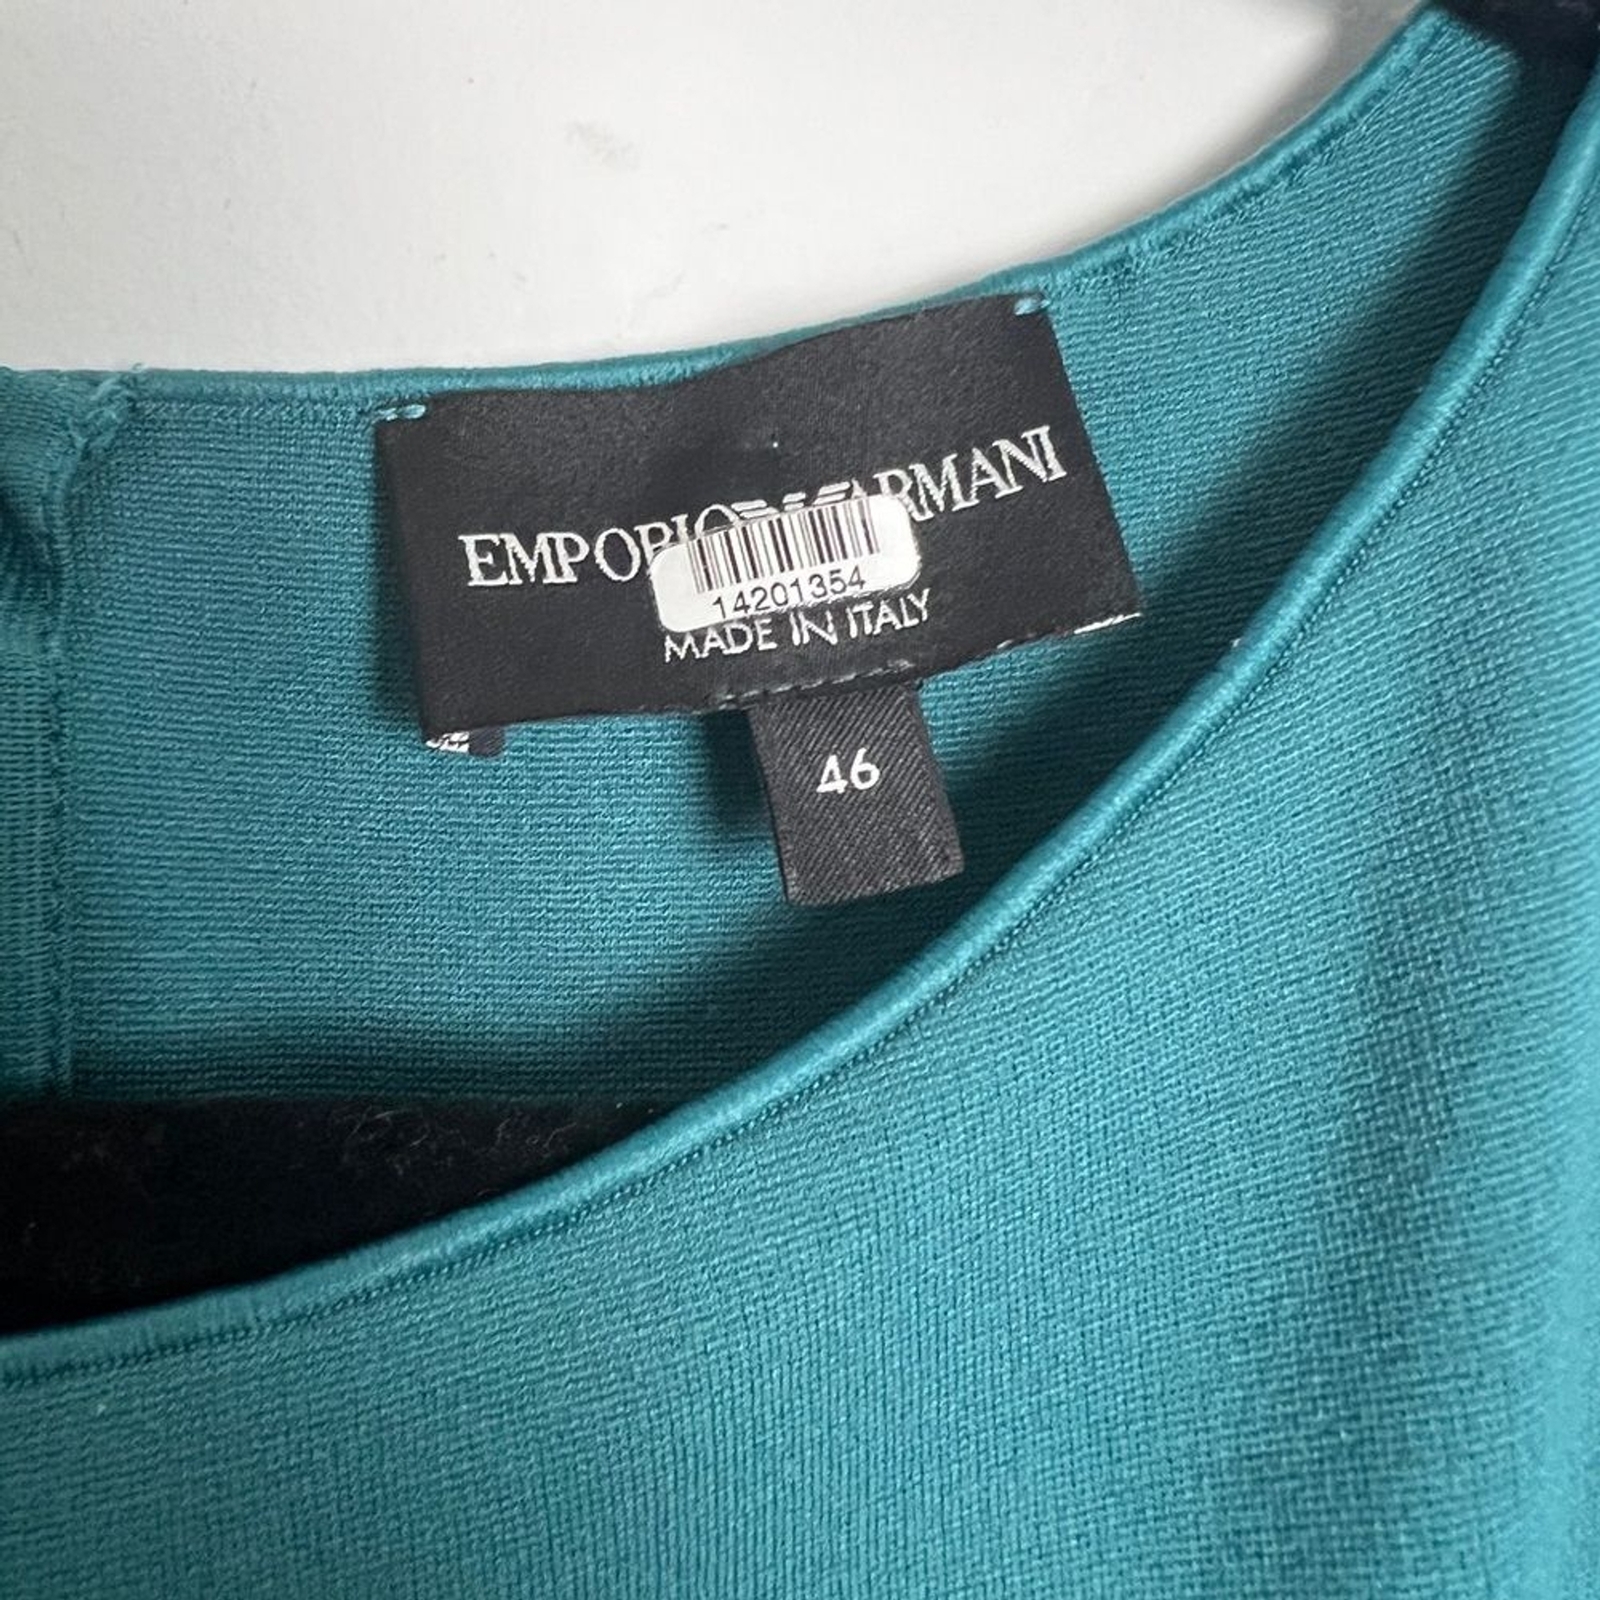 EMPORIO ARMANI
14201354
MADE IN ITALY
46